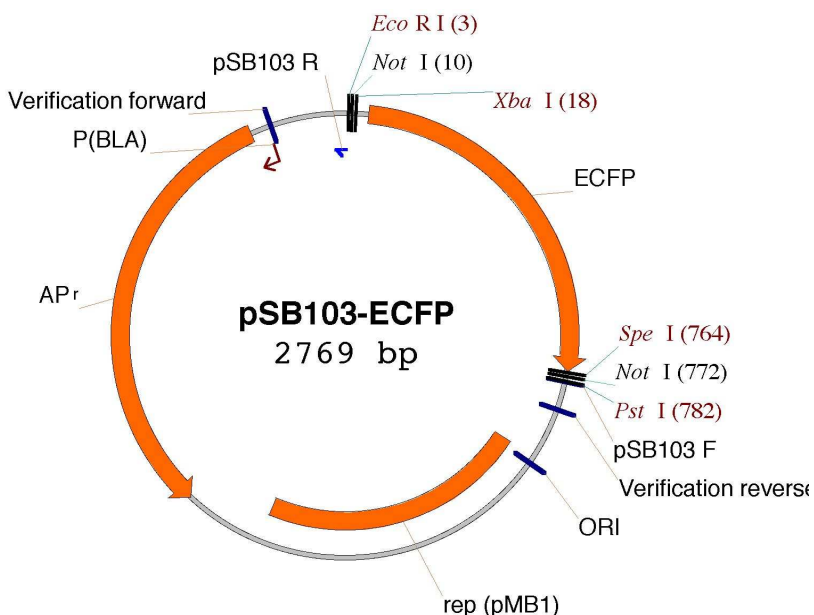 Eco R I (3)
pSB103 R
Not I (10)
Verification forward
Xba I (18)
P(BLA)
ECFP
AP r
pSB103-ECFP
2769 bp
Spe I (764)
Not I (772)
Pst I (782)
pSB103 F
Verification reverse
ORI
rep (pMB1)